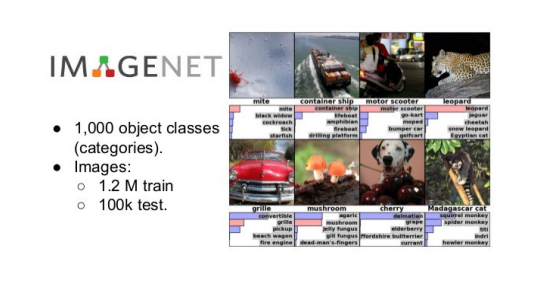 IMAGENET
● 1,000 object classes
(categories).
● Images:
○ 1.2 M train
○ 100k test.
mite
container ship
motor scooter
leopard
mite
black widow
cockroach
tick
starfish
container ship
lifeboat
amphibian
fireboat
drilling platform
motor scooter
go-kart
moped
bumper car
golfcart
leopard
jaguar
cheetah
snow leopard
Egyptian cat
grille
mushroom
cherry
Madagascar cat
convertible
grille
pickup
beach wagon
fire engine
agaric
mushroom
jelly fungus
gill fungus
dead-man's-fingers
dalmatian
grape
elderberry
ffordshire bullterrier
currant
squirrel monkey
spider monkey
titi
indri
howler monkey